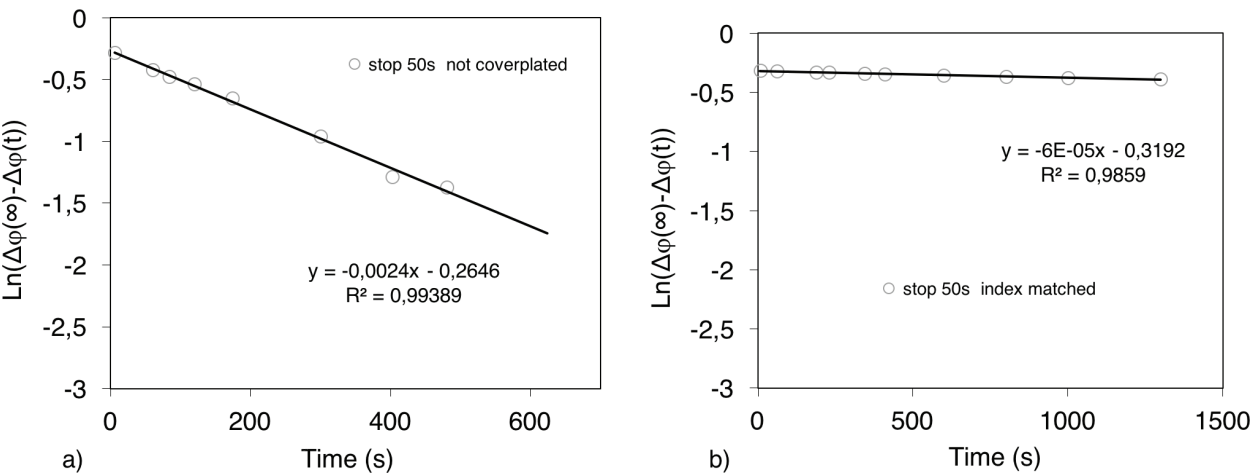 0
-0,5
-1
-1,5
-2
-2,5
-3
0
200
400
600
Ln(Δφ(∞)-Δφ(t))
Time (s)
stop 50s not coverplated
y = -0,0024x - 0,2646
R² = 0,99389
a)
0
-0,5
-1
-1,5
-2
-2,5
-3
0
500
1000
1500
Ln(Δφ(∞)-Δφ(t))
Time (s)
y = -6E-05x - 0,3192
R² = 0,9859
stop 50s index matched
b)